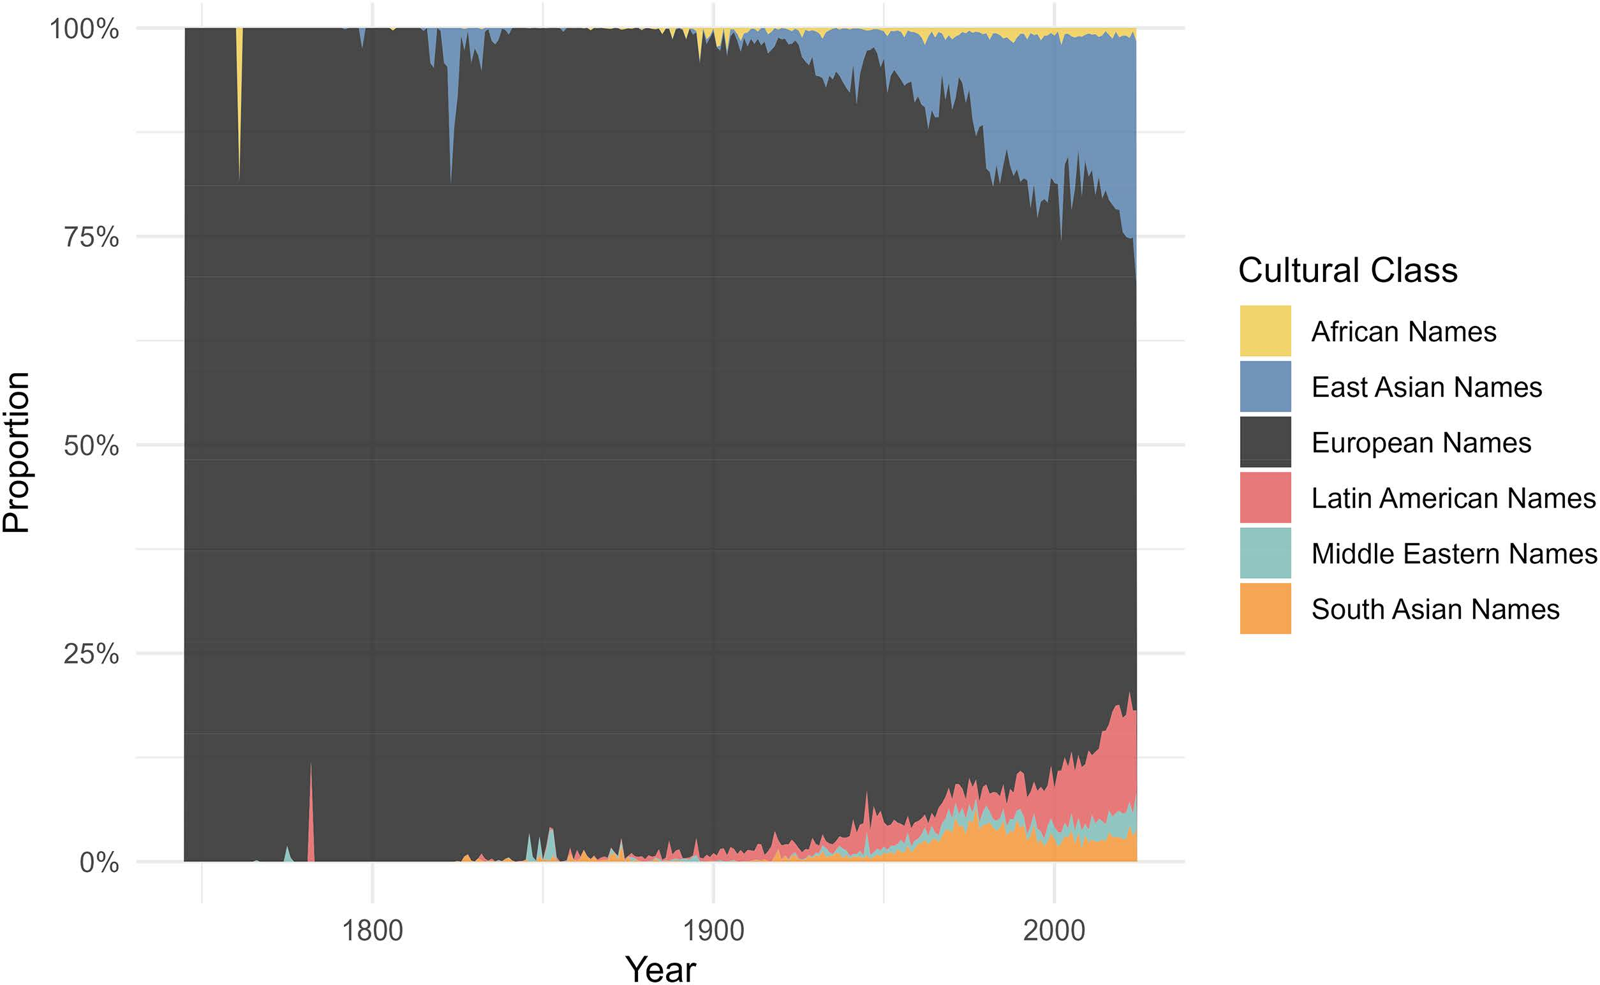 100%
75%
50%
25%
0%
Proportion
1800
1900
2000
Year
Cultural Class
African Names
East Asian Names
European Names
Latin American Names
Middle Eastern Names
South Asian Names